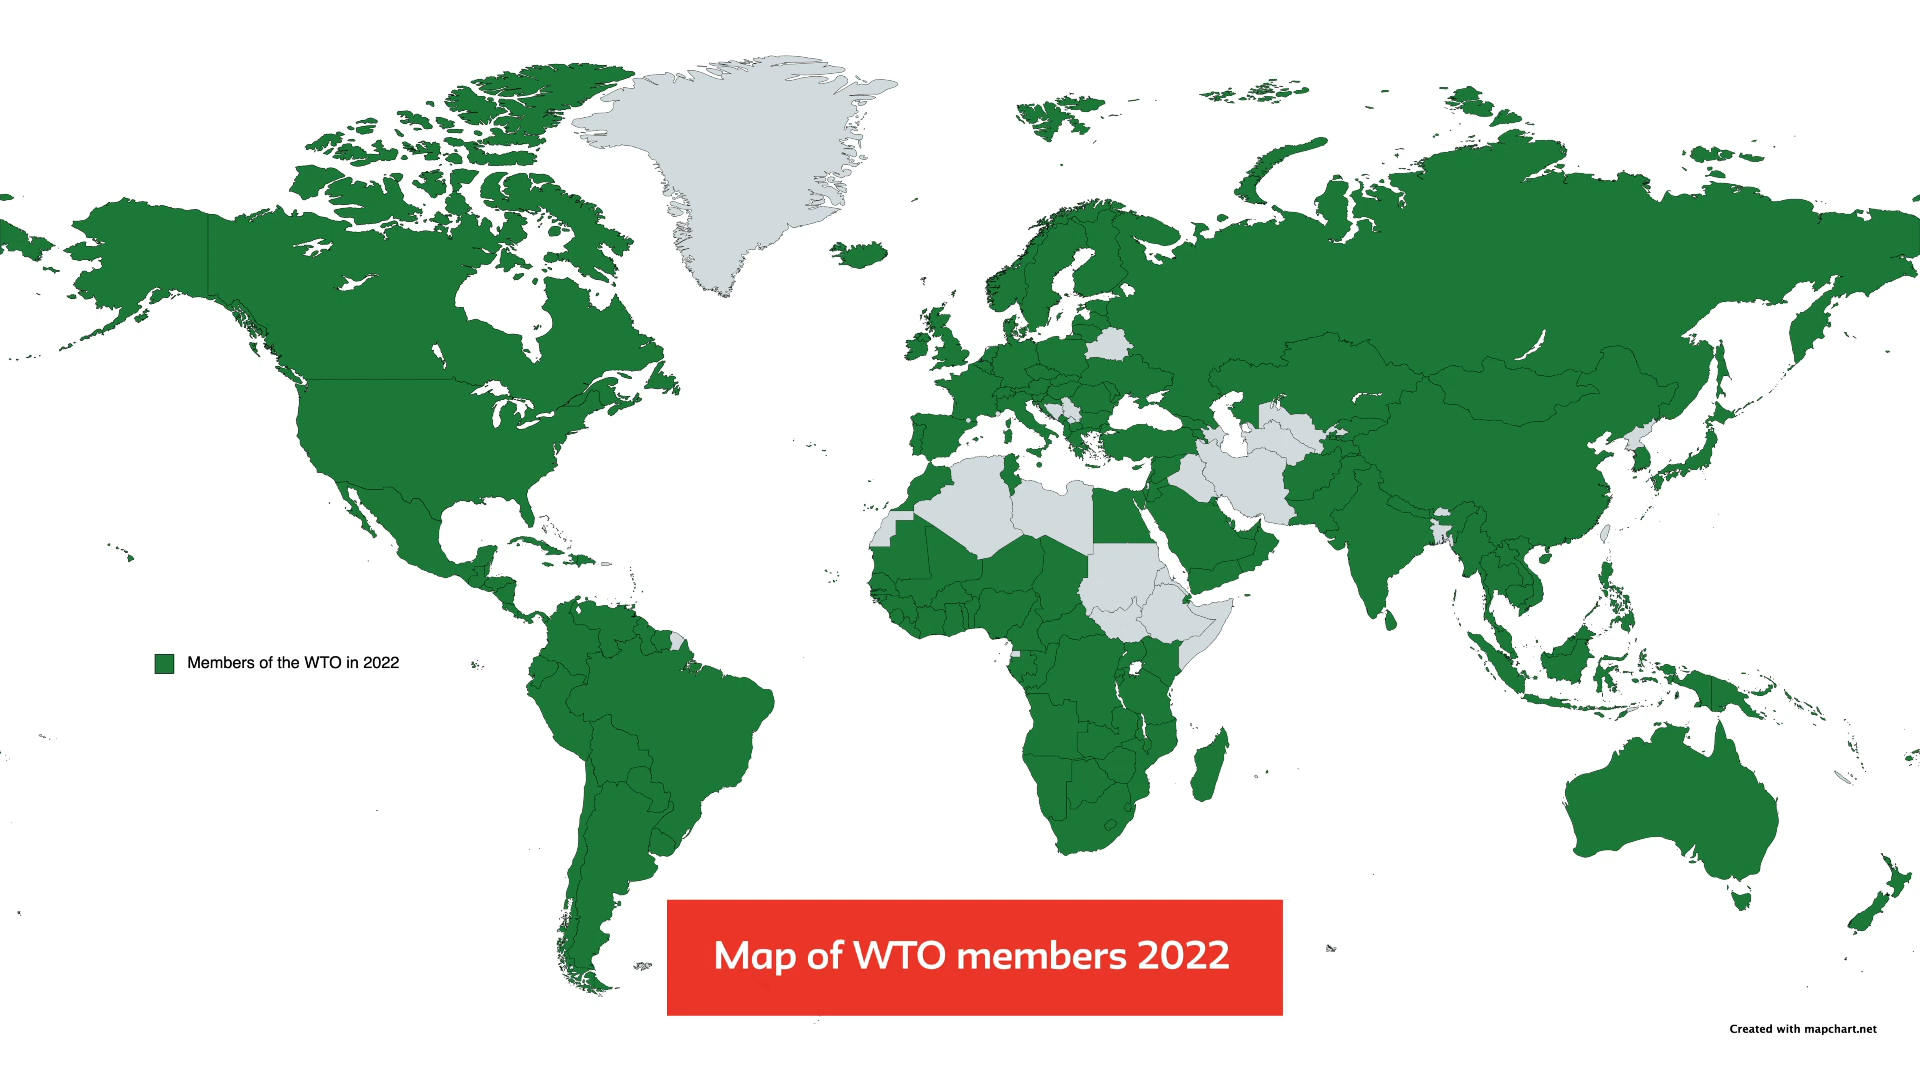 Members of the WTO in 2022
Map of WTO members 2022
Created with mapchart.net